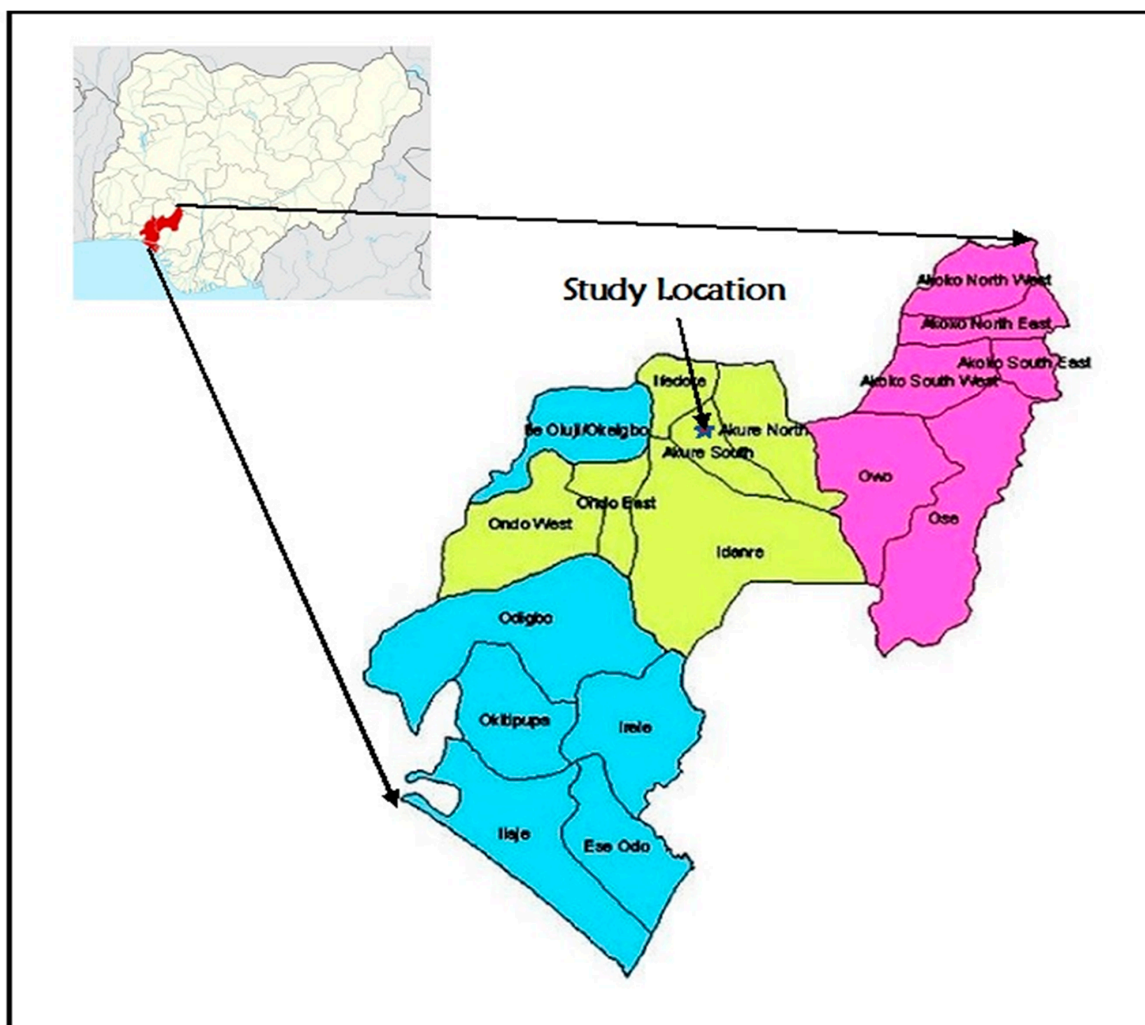 Study Location
Akoko North West
Akoko North East
Akoko South East
Akoko South West
Ifedore
Ile Oluji/Okeigbo
Akure North
Akure South
Owo
Ose
Ondo East
Ondo West
Idanre
Odigbo
Okitipupa
Irele
Ilaje
Ese Odo